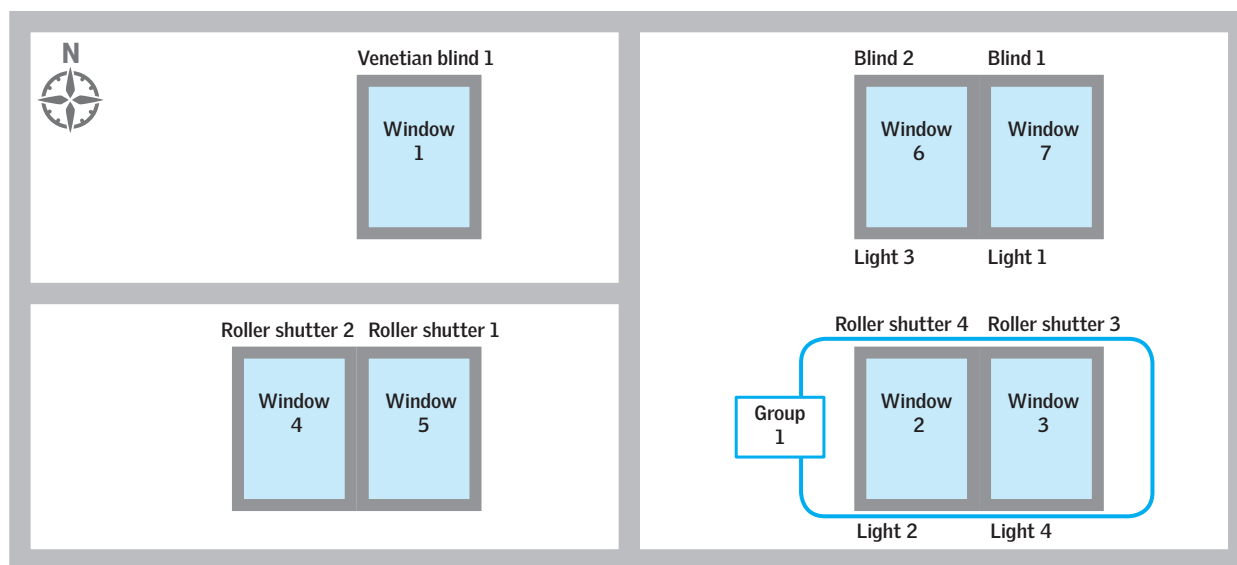 N
Venetian blind 1
Window
1
Blind 2 Blind 1
Window
6
Window
7
Light 3 Light 1
Roller shutter 2 Roller shutter 1
Window
4
Window
5
Roller shutter 4 Roller shutter 3
Group
1
Window
2
Window
3
Light 2 Light 4